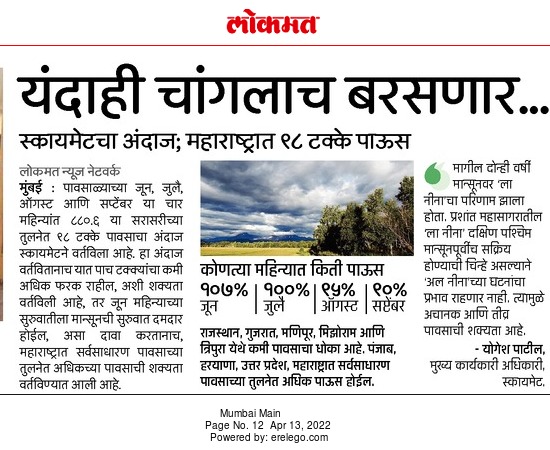 लोकमत
यंदाही चांगलाच बरसणार...
स्कायमेटचा अंदाज; महाराष्ट्रात ९८ टक्के पाऊस
लोकमत न्यूज नेटवर्क
मुंबई : पावसाळ्याच्या जून, जुलै,
ऑगस्ट आणि सप्टेंबर या चार
महिन्यांत ८८०.६ या सरासरीच्या
तुलनेत ९८ टक्के पावसाचा अंदाज
स्कायमेटने वर्तविला आहे. हा अंदाज
वर्तवितानाच यात पाच टक्क्यांचा कमी
अधिक फरक राहील, अशी शक्यता
वर्तविली आहे, तर जून महिन्याच्या
सुरुवातीला मान्सूनची सुरुवात दमदार
होईल, असा दावा करतानाच,
महाराष्ट्रात सर्वसाधारण पावसाच्या
तुलनेत अधिकच्या पावसाची शक्यता
वर्तविण्यात आली आहे.
कोणत्या महिन्यात किती पाऊस
१०७% १००% ९५% ९०%
जून जुलै ऑगस्ट सप्टेंबर
राजस्थान, गुजरात, मणिपूर, मिझोराम आणि
त्रिपुरा येथे कमी पावसाचा धोका आहे. पंजाब,
हरयाणा, उत्तर प्रदेश, महाराष्ट्रात सर्वसाधारण
पावसाच्या तुलनेत अधिक पाऊस होईल.
मागील दोन्ही वर्षी
मान्सूनवर 'ला
नीना'चा परिणाम झाला
होता. प्रशांत महासागरातील
'ला नीना' दक्षिण पश्चिम
मान्सूनपूर्वीच सक्रिय
होण्याची चिन्हे असल्याने
'अल नीना'च्या घटनांचा
प्रभाव राहणार नाही. त्यामुळे
अचानक आणि तीव्र
पावसाची शक्यता आहे.
- योगेश पाटील,
मुख्य कार्यकारी अधिकारी,
स्कायमेट.
Mumbai Main
Page No. 12 Apr 13, 2022
Powered by: erelego.com